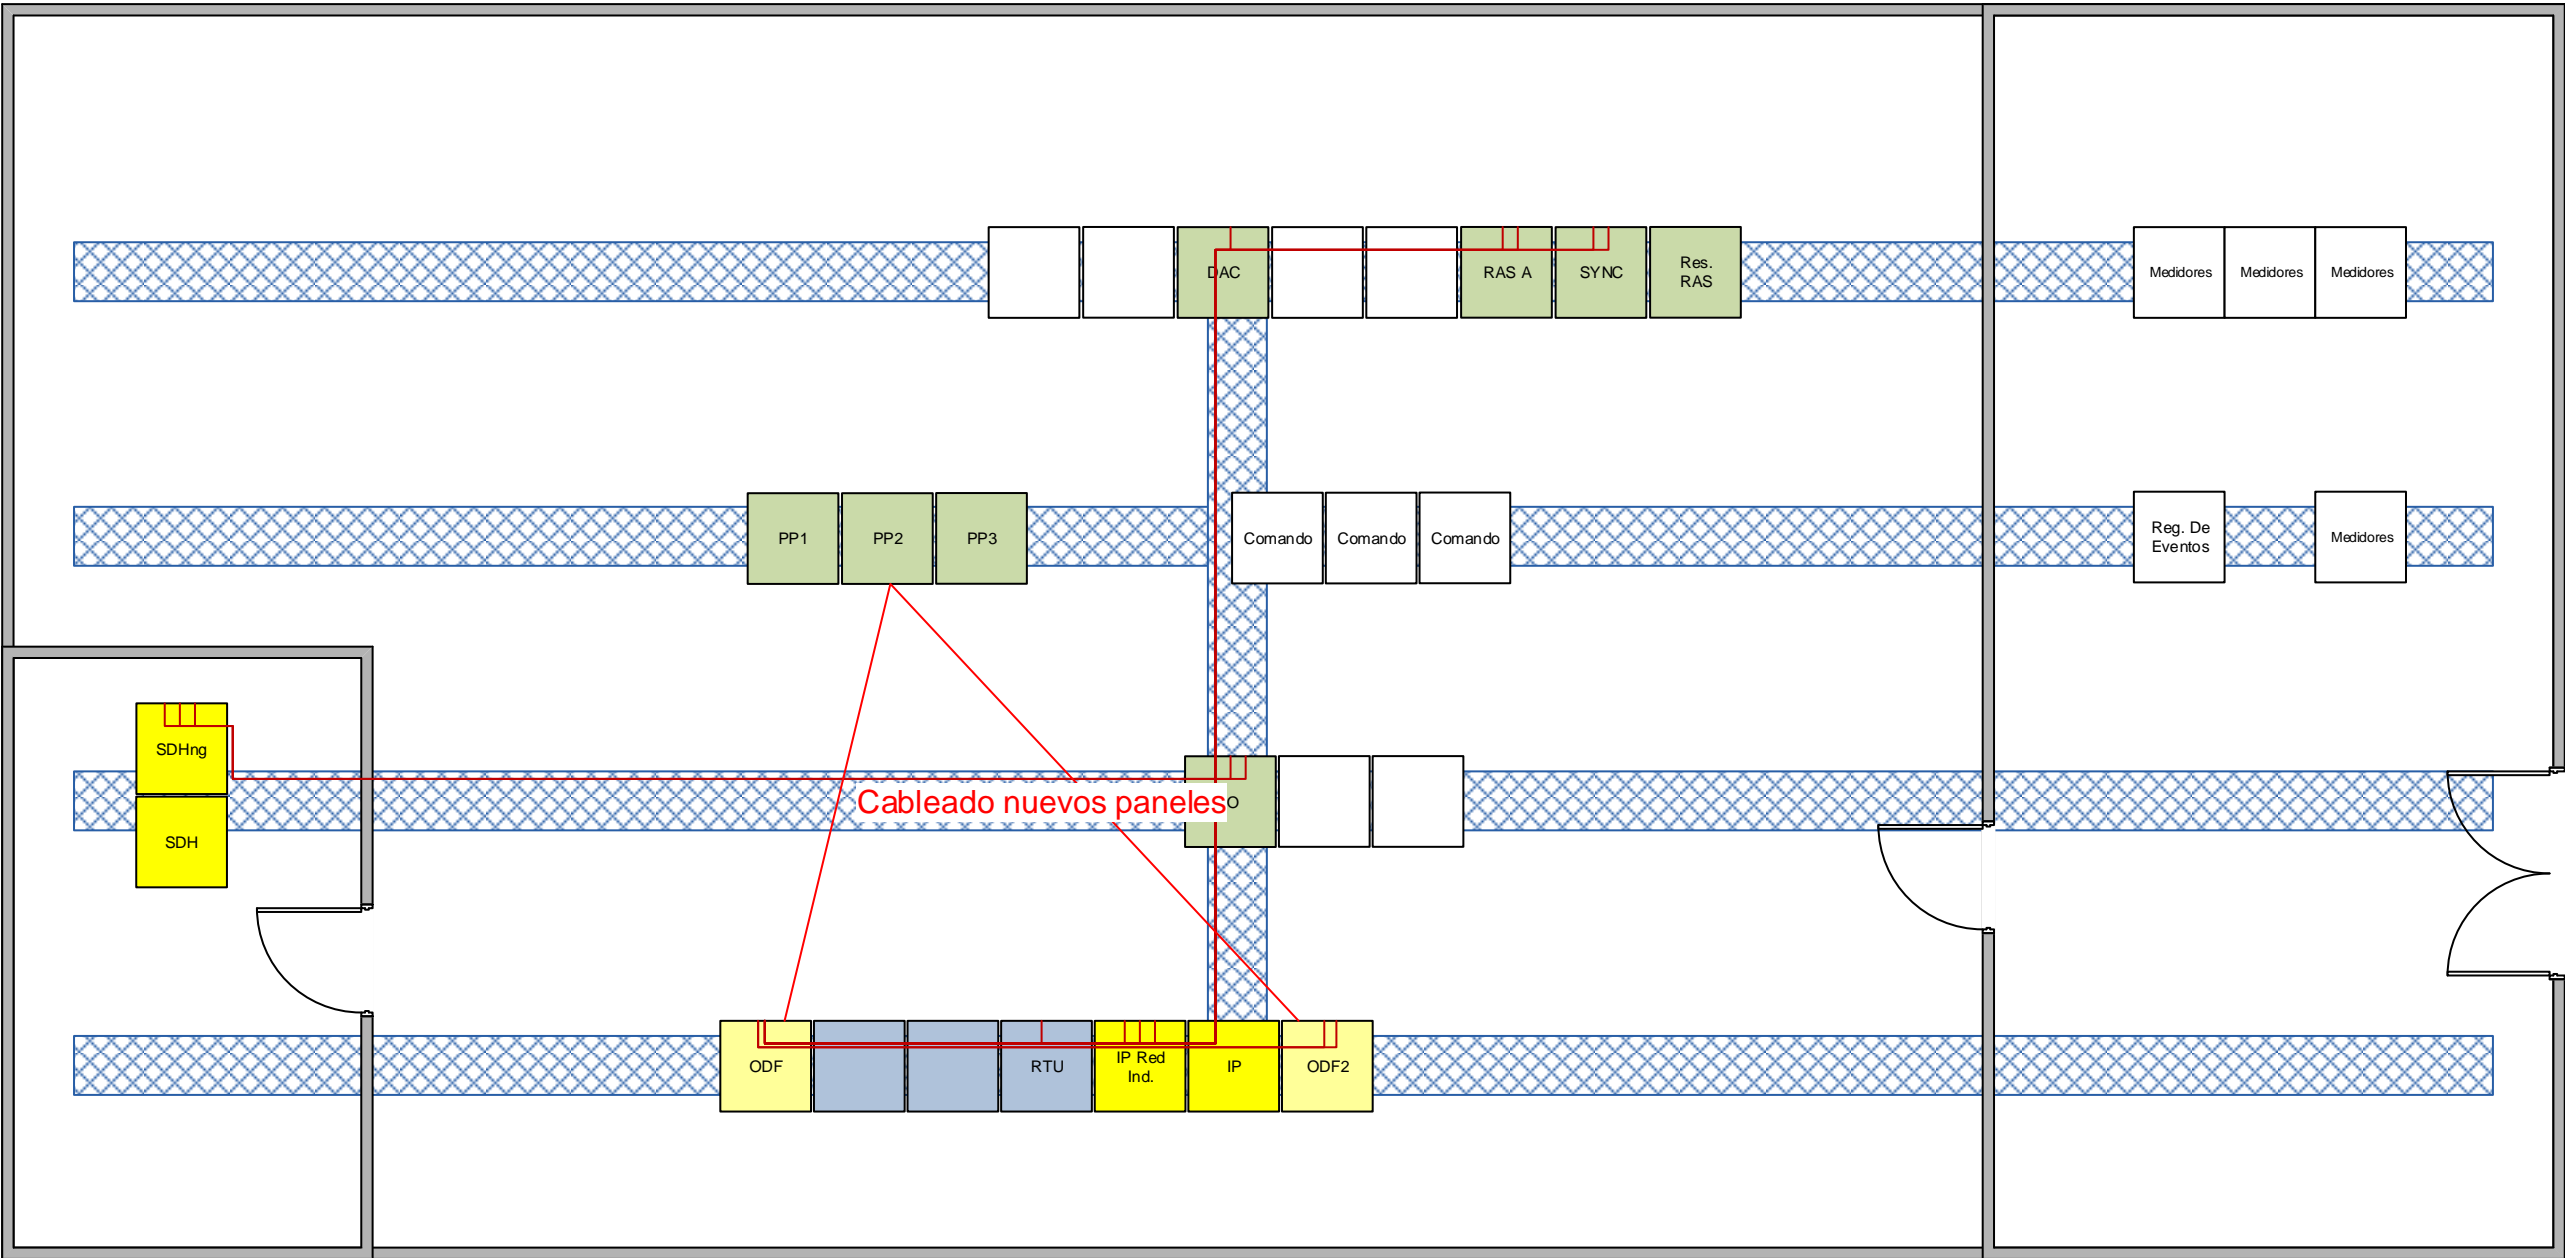 DAC
RAS A
SYNC
Res.
RAS
Medidores
Medidores
Medidores
PP1
PP2
PP3
Comando
Comando
Comando
Reg. De
Eventos
Medidores
SDHng
SDH
Cableado nuevos paneles
ODF
RTU
IP Red
Ind.
IP
ODF2